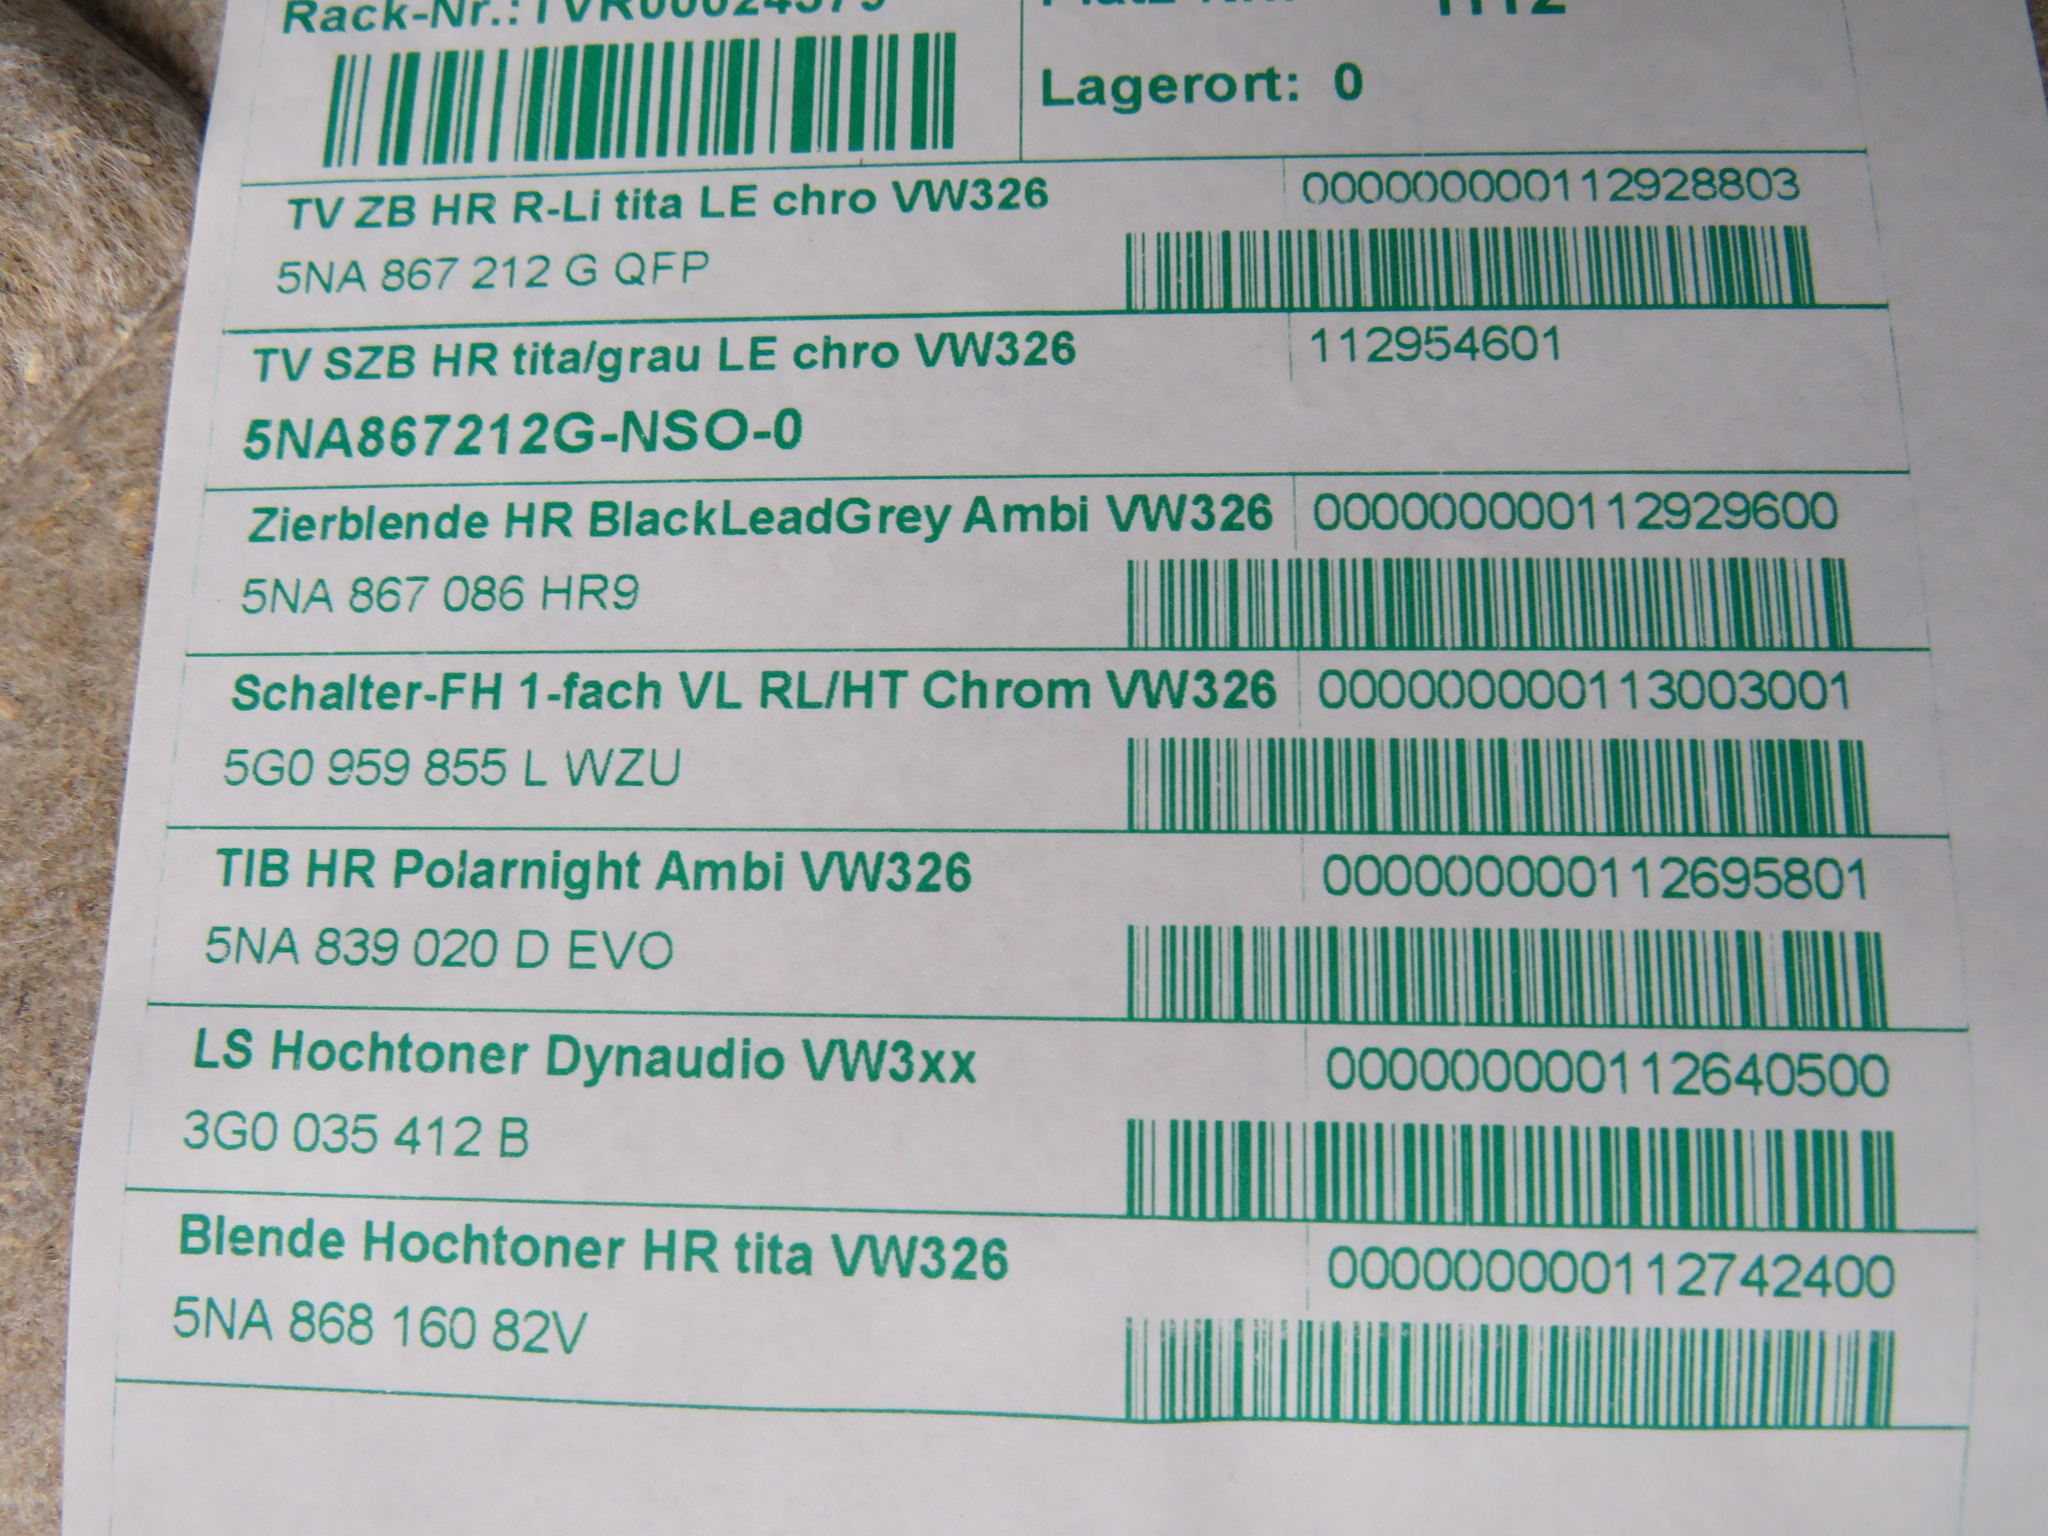 Rack-Nr.: TVR00024379
Lagerort: 0
TV ZB HR R-Li tita LE chro VW326
000000000112928803
5NA 867 212 G QFP
TV SZB HR tita/grau LE chro VW326
112954601
5NA867212G-NSO-0
Zierblende HR BlackLeadGrey Ambi VW326
000000000112929600
5NA 867 086 HR9
Schalter-FH 1-fach VL RL/HT Chrom VW326
000000000113003001
5G0 959 855 L WZU
TIB HR Polarnight Ambi VW326
000000000112695801
5NA 839 020 D EVO
LS Hochtoner Dynaudio VW3xx
000000000112640500
3G0 035 412 B
Blende Hochtoner HR tita VW326
000000000112742400
5NA 868 160 82V